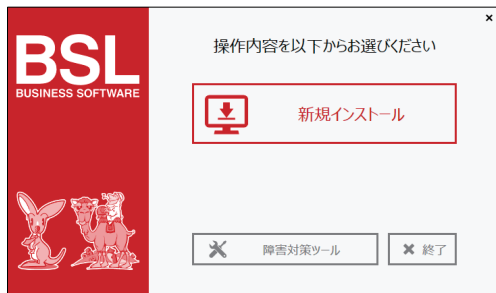 BSL
BUSINESS SOFTWARE
操作内容を以下からお選びください
新規インストール
障害対策ツール
終了